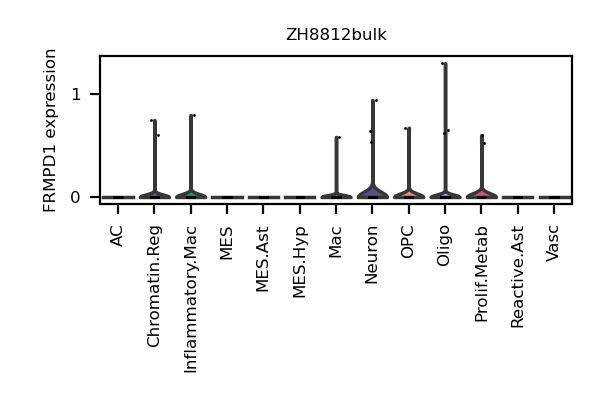 ZH8812bulk
FRMPD1 expression
1
0
AC
Chromatin.Reg
Inflammatory.Mac
MES
MES.Ast
MES.Hyp
Mac
Neuron
OPC
Oligo
Prolif.Metab
Reactive.Ast
Vasc